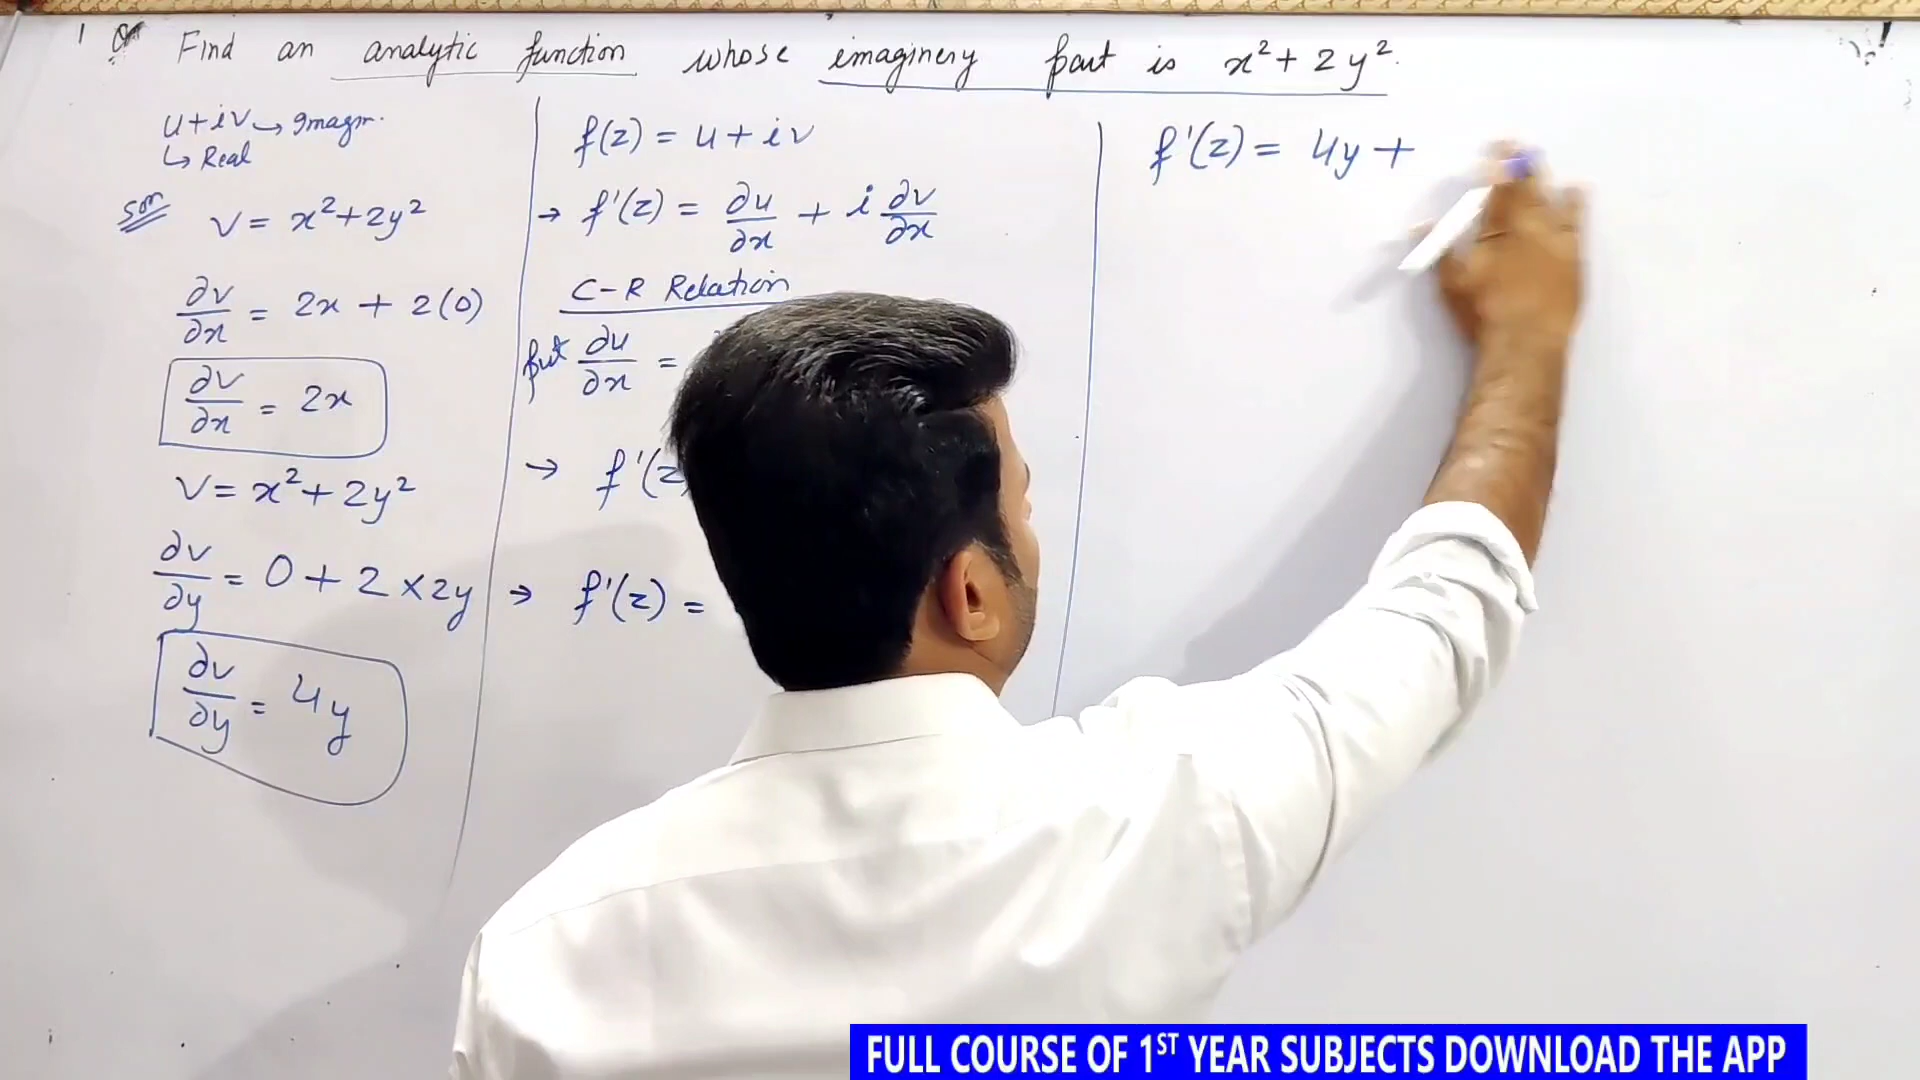 1 Q Find an analytic function whose imaginery part is x² + 2y².
u+iv → Imagin.
↳ Real
Soln V = x²+2y²
∂v/∂x = 2x + 2(0)
∂v/∂x = 2x
V = x²+2y²
∂v/∂y = 0 + 2 × 2y
∂v/∂y = 4y
f(z) = u + iv
→ f'(z) = ∂u/∂x + i ∂v/∂x
C-R Relation
put ∂u/∂x =
→ f'(z)
→ f'(z) =
f'(z) = 4y +
FULL COURSE OF 1ST YEAR SUBJECTS DOWNLOAD THE APP